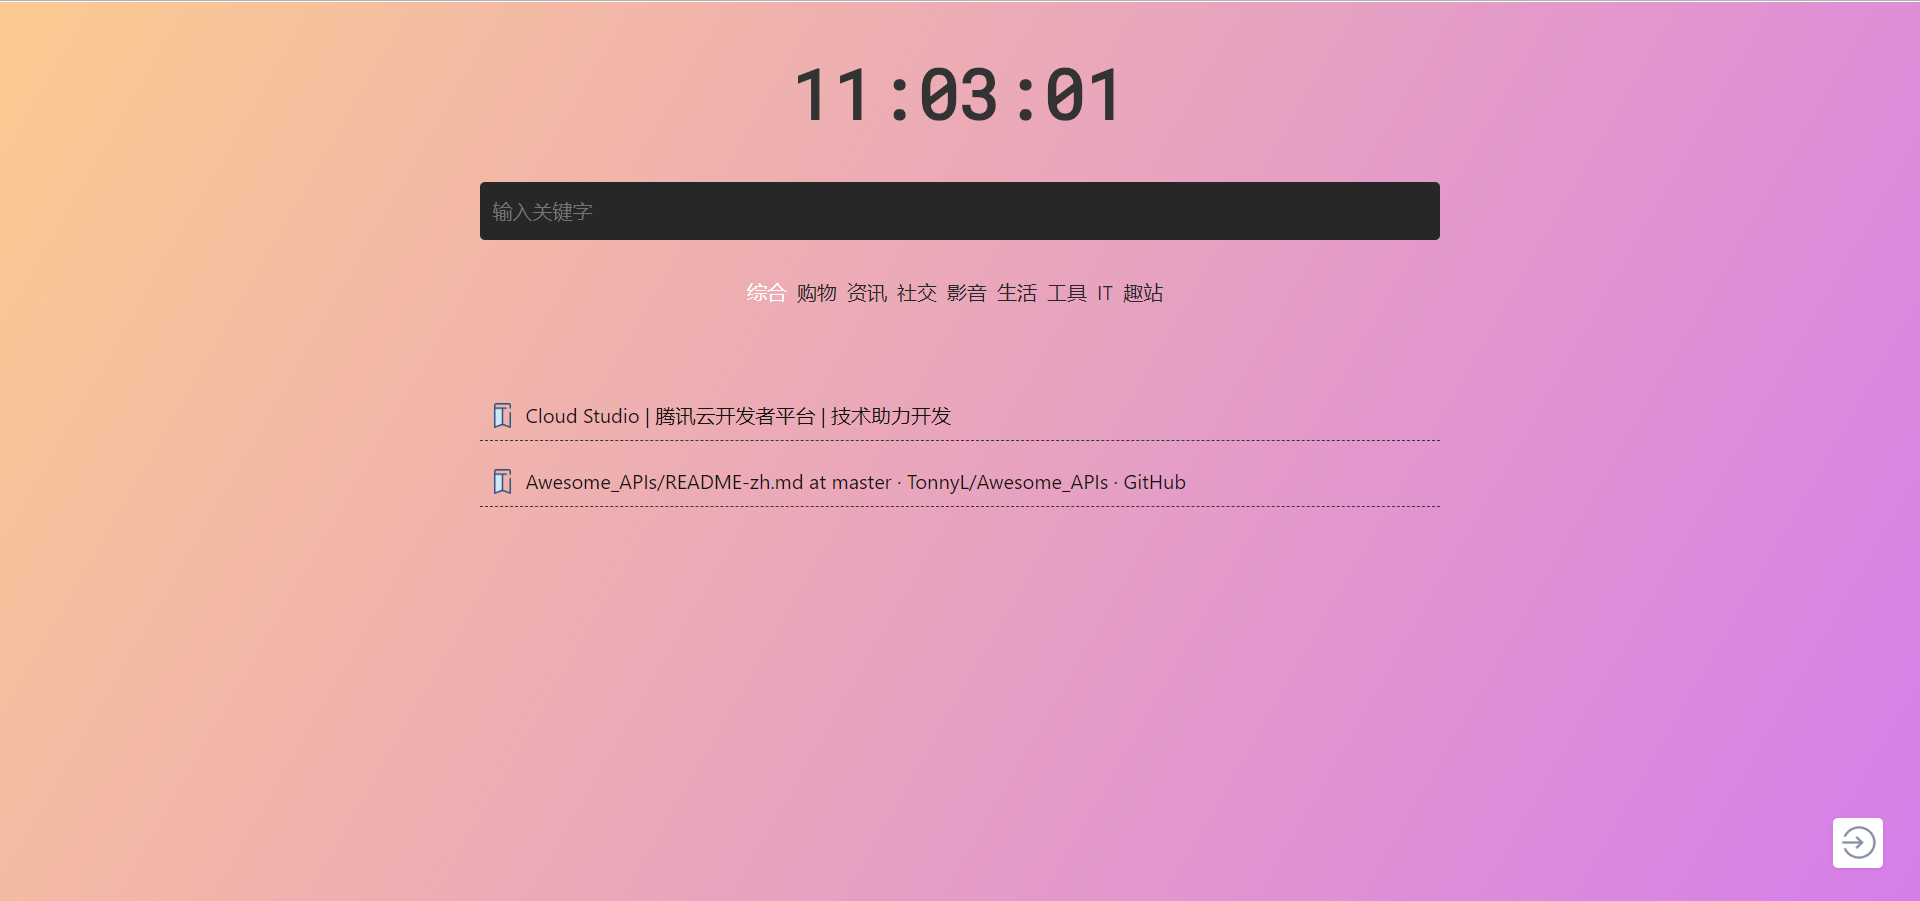 11:03:01
输入关键字
综合 购物 资讯 社交 影音 生活 工具 IT 趣站
Cloud Studio | 腾讯云开发者平台 | 技术助力开发
Awesome_APIs/README-zh.md at master · TonnyL/Awesome_APIs · GitHub